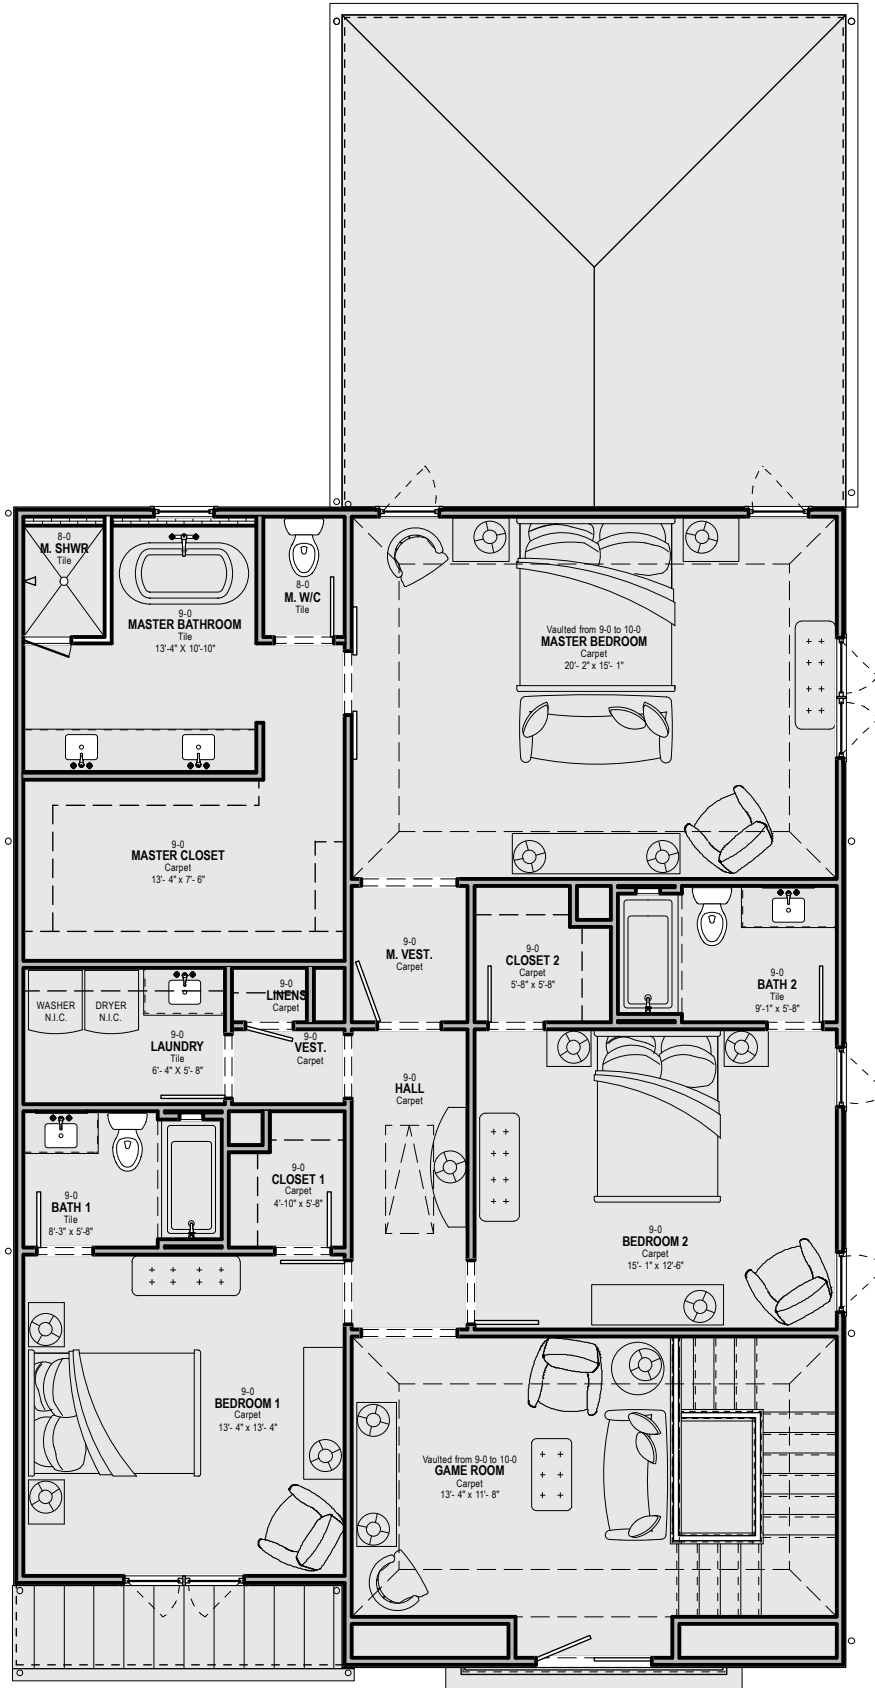 8-0
M. SHWR
Tile
9-0
MASTER BATHROOM
Tile
13'-4" X 10'-10"
8-0
M. W/C
Tile
Vaulted from 9-0 to 10-0
MASTER BEDROOM
Carpet
20'- 2" x 15'- 1"
9-0
MASTER CLOSET
Carpet
13'- 4" x 7'- 6"
9-0
M. VEST.
Carpet
9-0
CLOSET 2
Carpet
5'-8" x 5'-8"
9-0
BATH 2
Tile
9'-1" x 5'-8"
WASHER
N.I.C.
DRYER
N.I.C.
9-0
LINENS
Carpet
9-0
LAUNDRY
Tile
6'- 4" X 5'- 8"
9-0
VEST.
Carpet
9-0
HALL
Carpet
9-0
BATH 1
Tile
8'-3" x 5'-8"
9-0
CLOSET 1
Carpet
4'-10" x 5'-8"
9-0
BEDROOM 2
Carpet
15'- 1" x 12'-6"
9-0
BEDROOM 1
Carpet
13'- 4" x 13'- 4"
Vaulted from 9-0 to 10-0
GAME ROOM
Carpet
13'- 4" x 11'- 8"